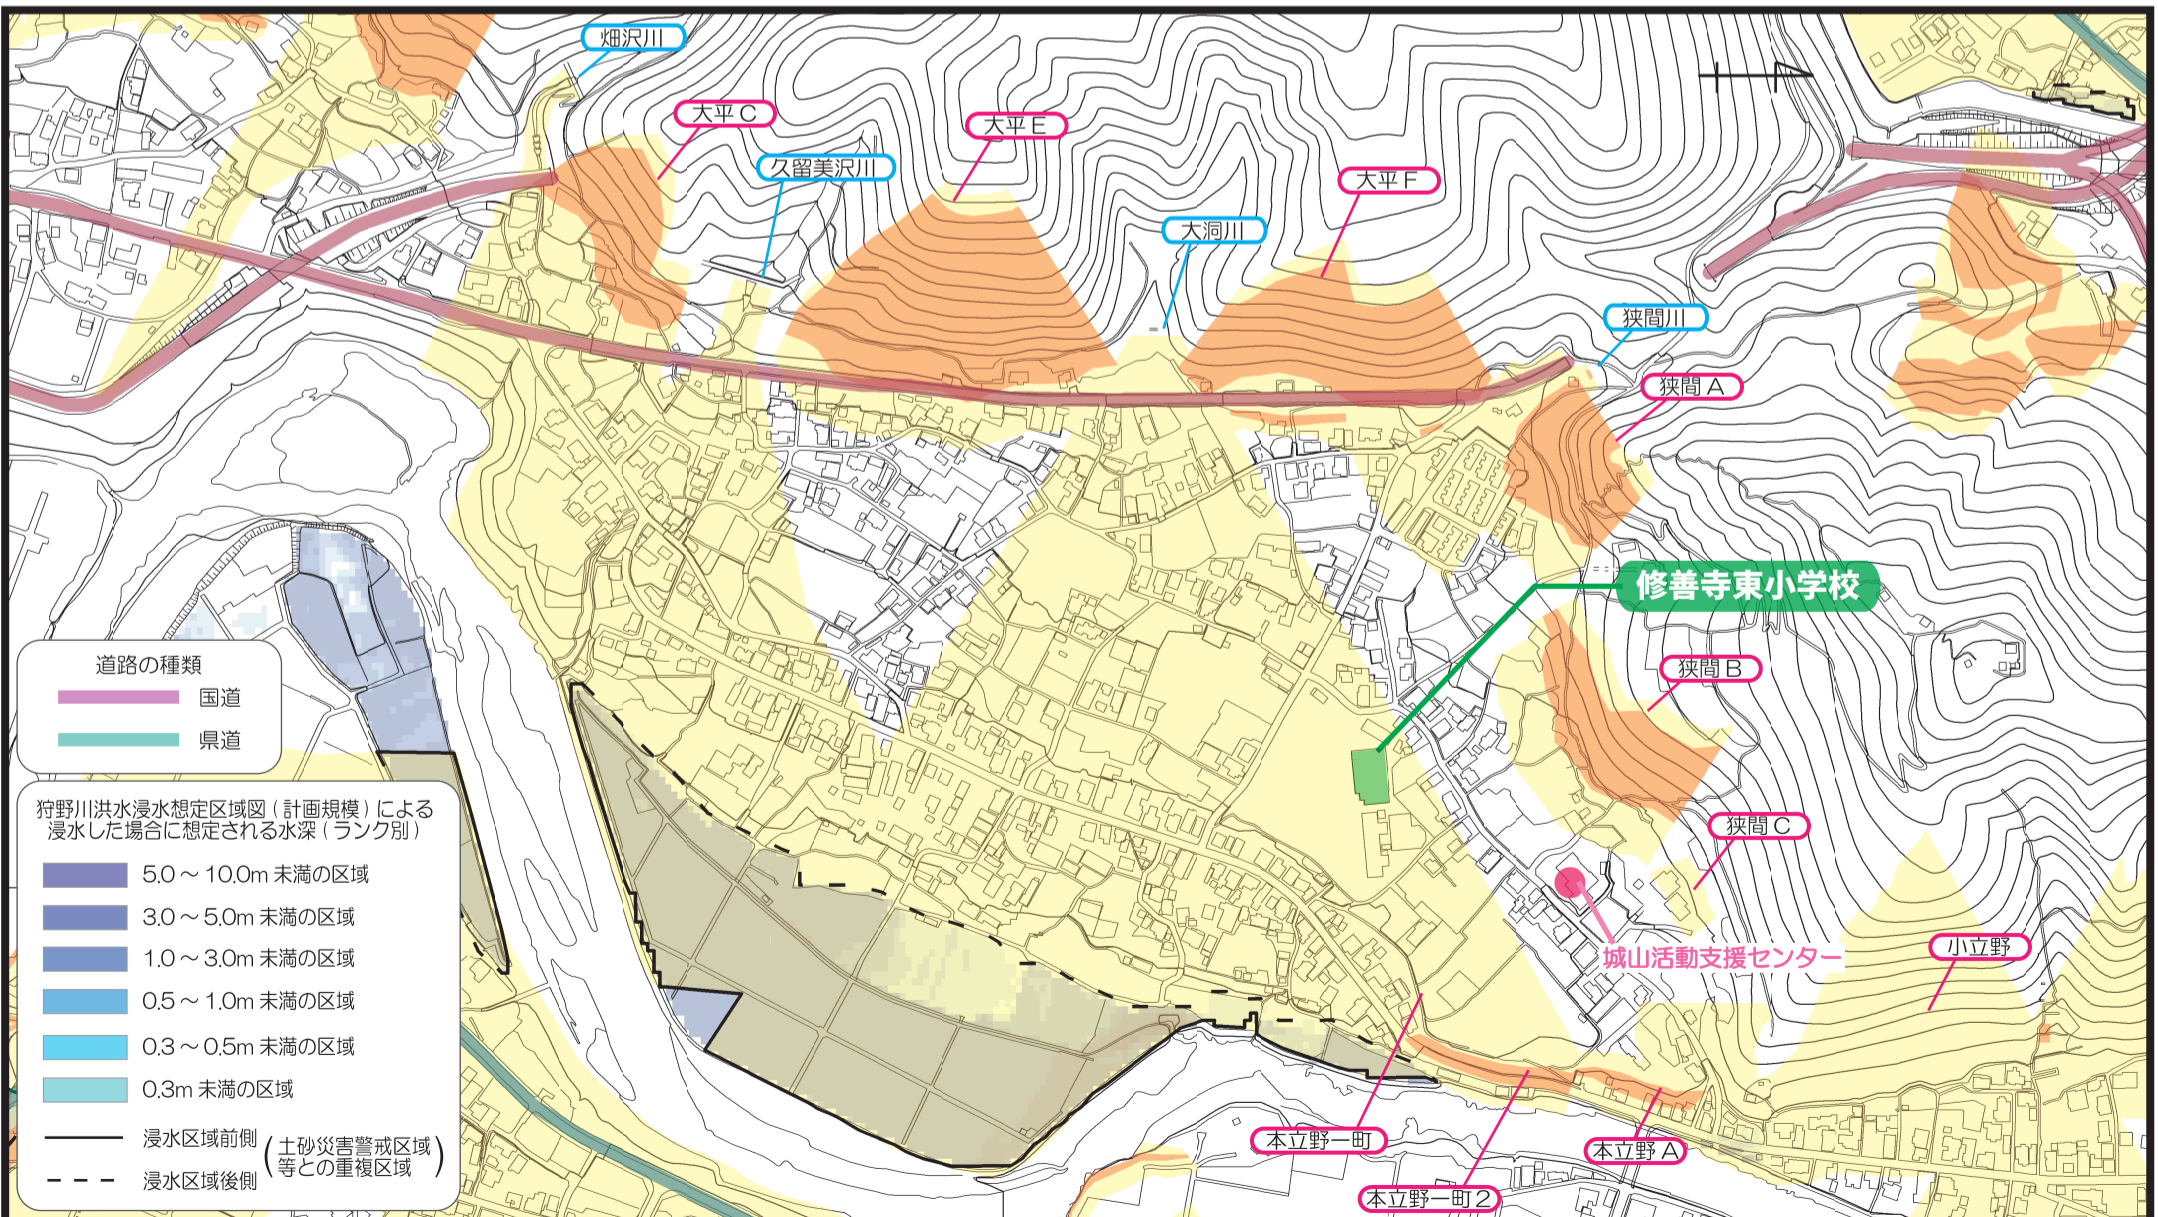 畑沢川
大平C
大平E
久留美沢川
大平F
大洞川
狭間川
狭間A
修善寺東小学校
狭間B
狭間C
城山活動支援センター
小立野
本立野一町
本立野A
本立野一町2
道路の種類
国道
県道
狩野川洪水浸水想定区域図(計画規模)による
浸水した場合に想定される水深(ランク別)
5.0～10.0m未満の区域
3.0～5.0m未満の区域
1.0～3.0m未満の区域
0.5～1.0m未満の区域
0.3～0.5m未満の区域
0.3m未満の区域
浸水区域前側
浸水区域後側
(土砂災害警戒区域
等との重複区域)